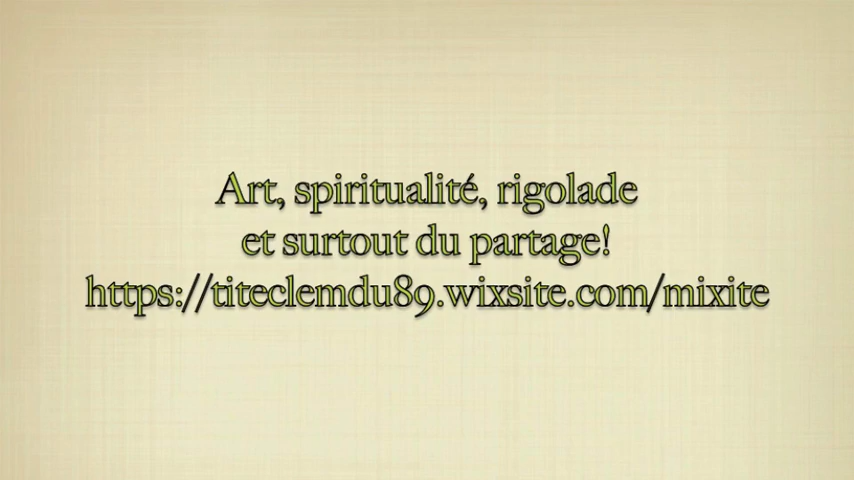 Art, spiritualité, rigolade
et surtout du partage!
https://titeclemdu89.wixsite.com/mixite